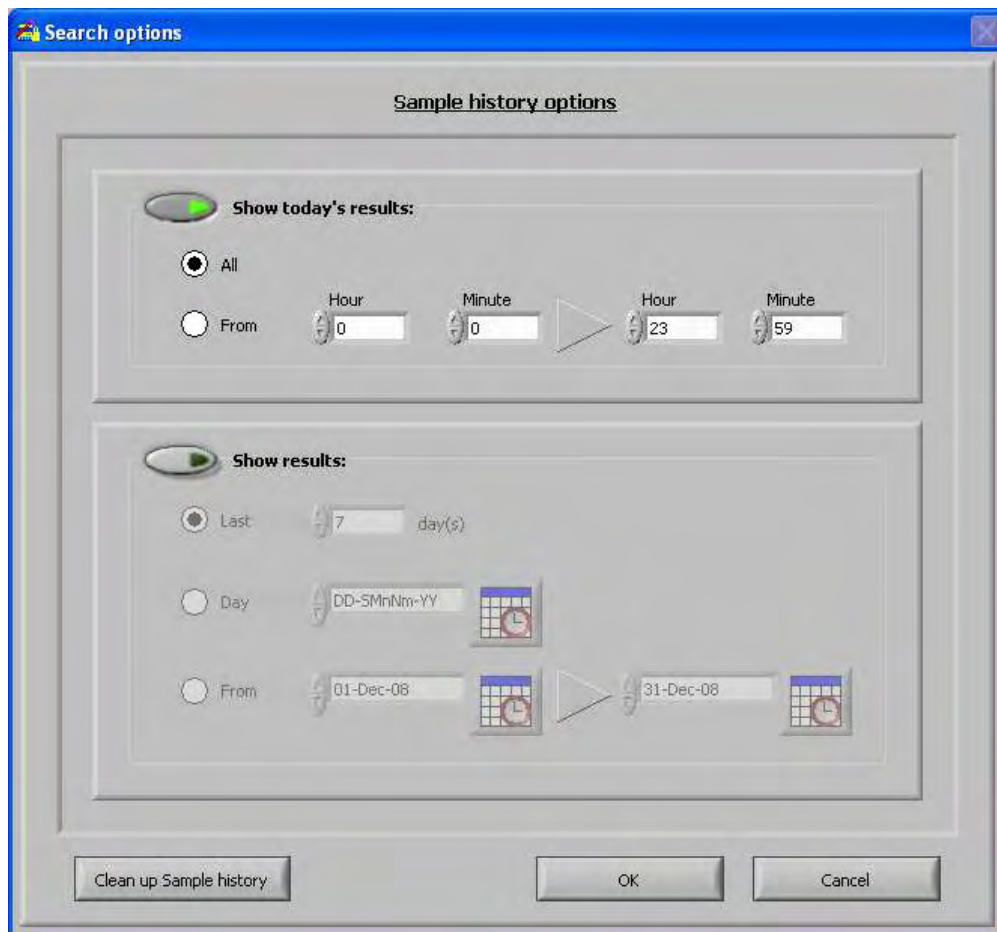 Search options
Sample history options
Show today's results:
All
Hour Minute Hour Minute
From 0 0 23 59
Show results:
Last 7 day(s)
Day DD-SMnNm-YY
From 01-Dec-08 31-Dec-08
Clean up Sample history OK Cancel